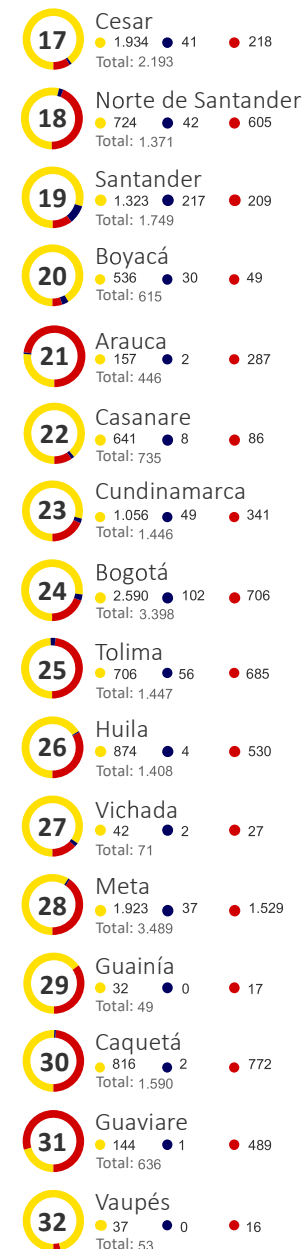 17 Cesar
1.934 41 218
Total: 2.193
18 Norte de Santander
724 42 605
Total: 1.371
19 Santander
1.323 217 209
Total: 1.749
20 Boyacá
536 30 49
Total: 615
21 Arauca
157 2 287
Total: 446
22 Casanare
641 8 86
Total: 735
23 Cundinamarca
1.056 49 341
Total: 1.446
24 Bogotá
2.590 102 706
Total: 3.398
25 Tolima
706 56 685
Total: 1.447
26 Huila
874 4 530
Total: 1.408
27 Vichada
42 2 27
Total: 71
28 Meta
1.923 37 1.529
Total: 3.489
29 Guainía
32 0 17
Total: 49
30 Caquetá
816 2 772
Total: 1.590
31 Guaviare
144 1 489
Total: 636
32 Vaupés
37 0 16
Total: 53